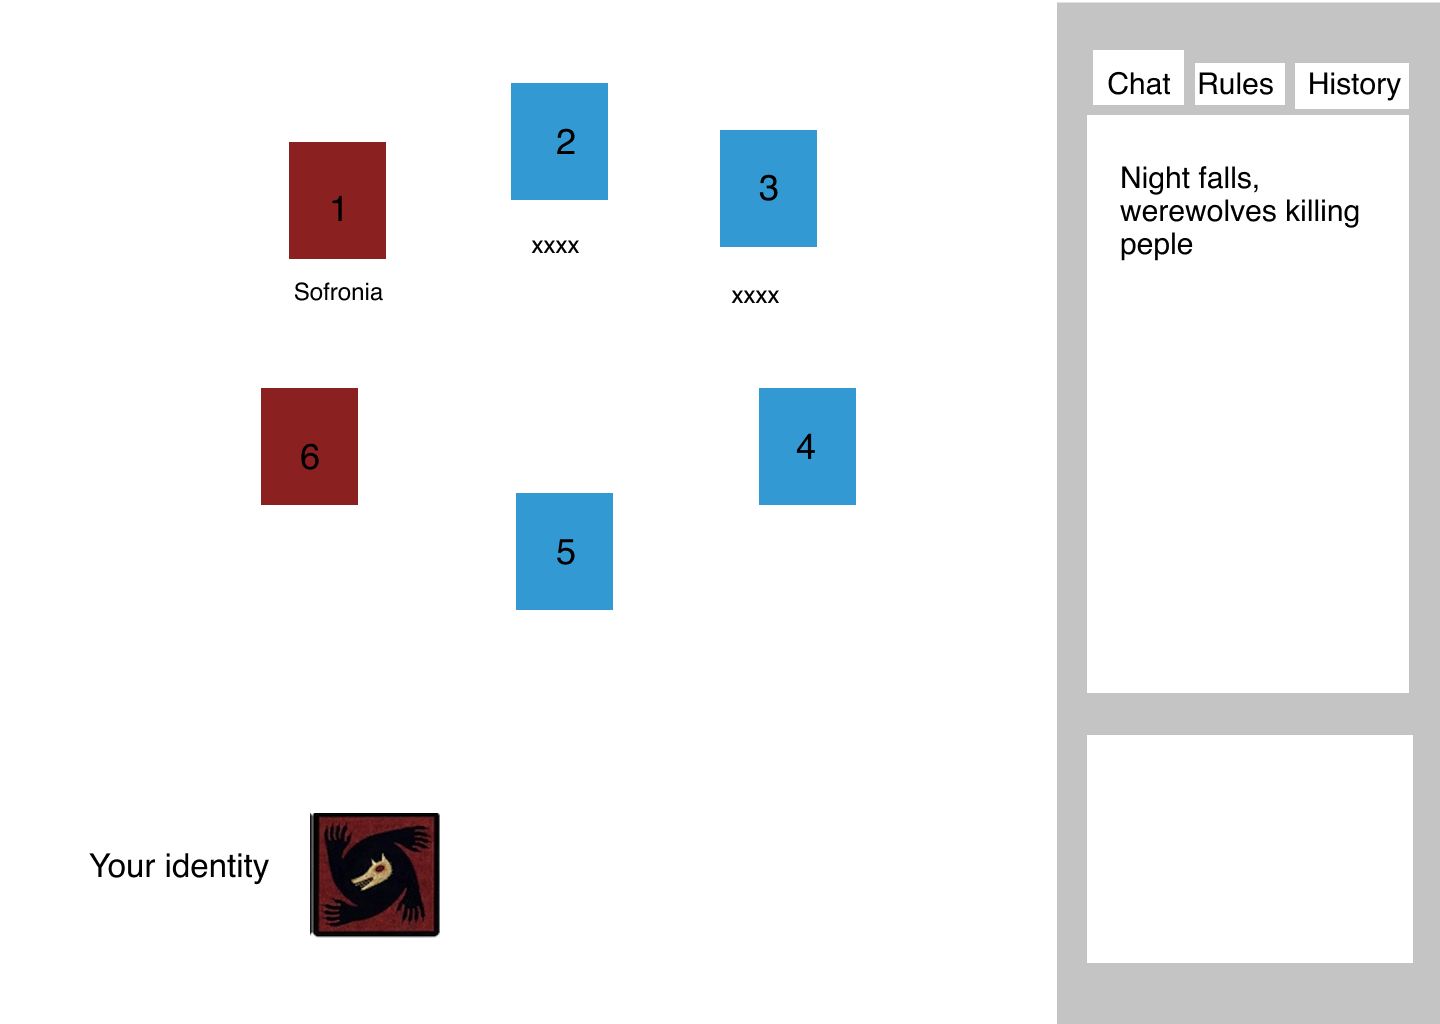 Chat Rules History
1
2
3
Sofronia
xxxx
xxxx
6
5
4
Night falls,
werewolves killing
peple
Your identity